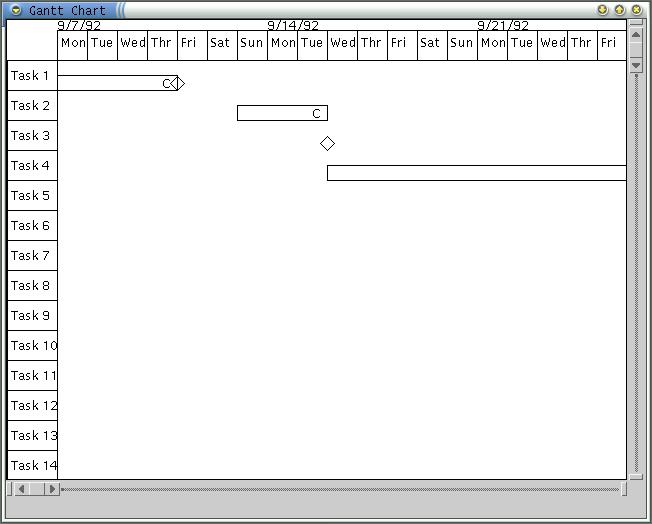 Gantt Chart
9/7/92 9/14/92 9/21/92
Mon Tue Wed Thr Fri Sat Sun Mon Tue Wed Thr Fri Sat Sun Mon Tue Wed Thr Fri
Task 1 C
Task 2 C
Task 3
Task 4
Task 5
Task 6
Task 7
Task 8
Task 9
Task 10
Task 11
Task 12
Task 13
Task 14